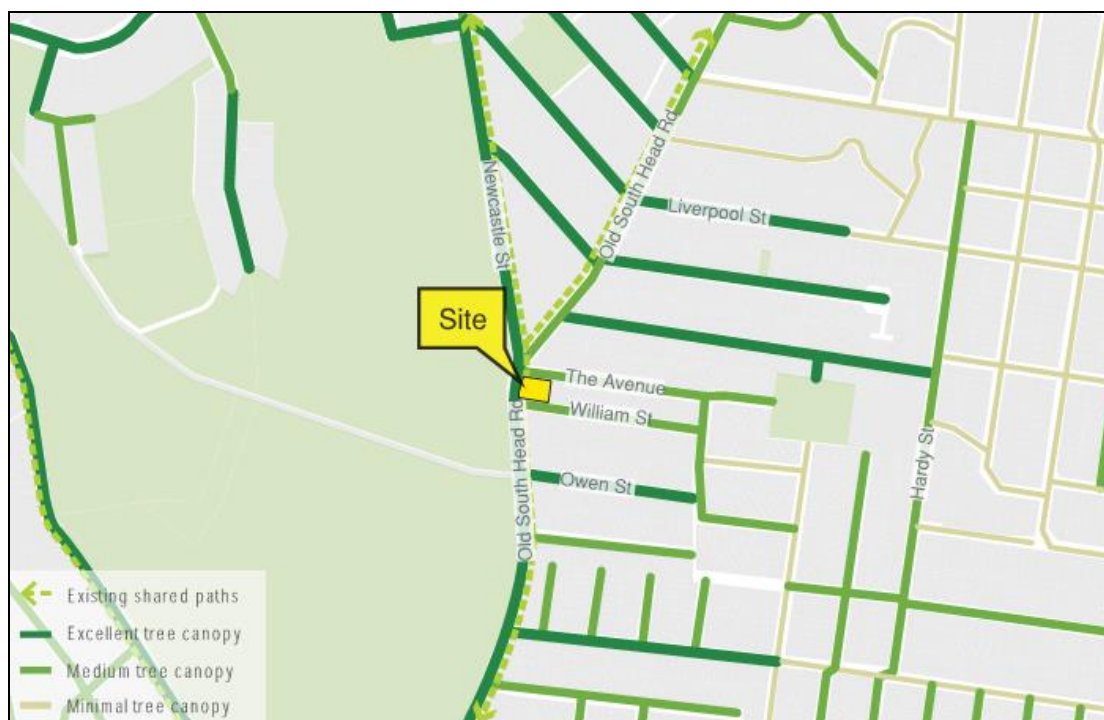 Newcastle St
Old South Head Rd
Liverpool St
Site
The Avenue
William St
Old South Head Rd
Owen St
Hardy St
Existing shared paths
Excellent tree canopy
Medium tree canopy
Minimal tree canopy